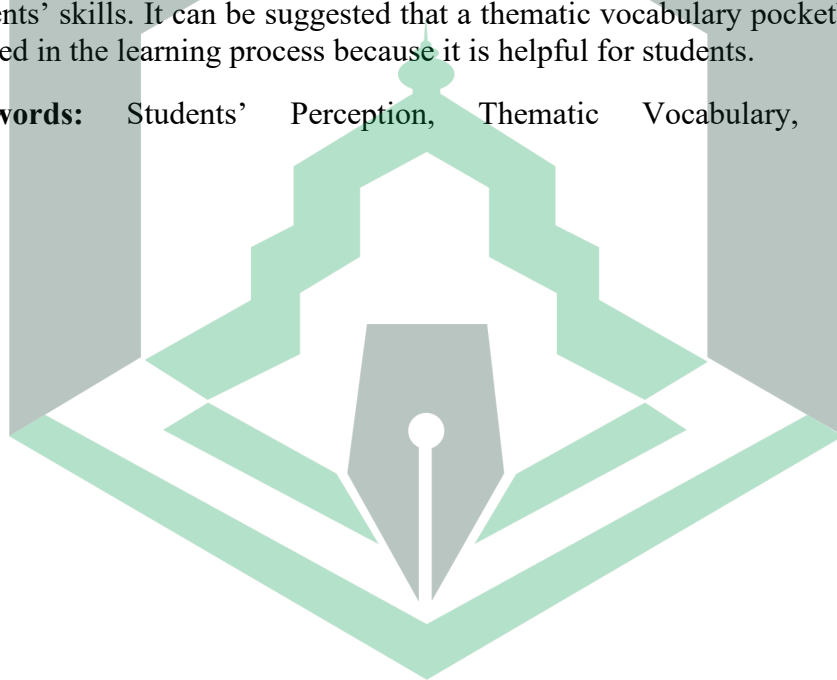 ents’ skills. It can be suggested that a thematic vocabulary pocket
ed in the learning process because it is helpful for students.
words: Students’ Perception, Thematic Vocabulary,